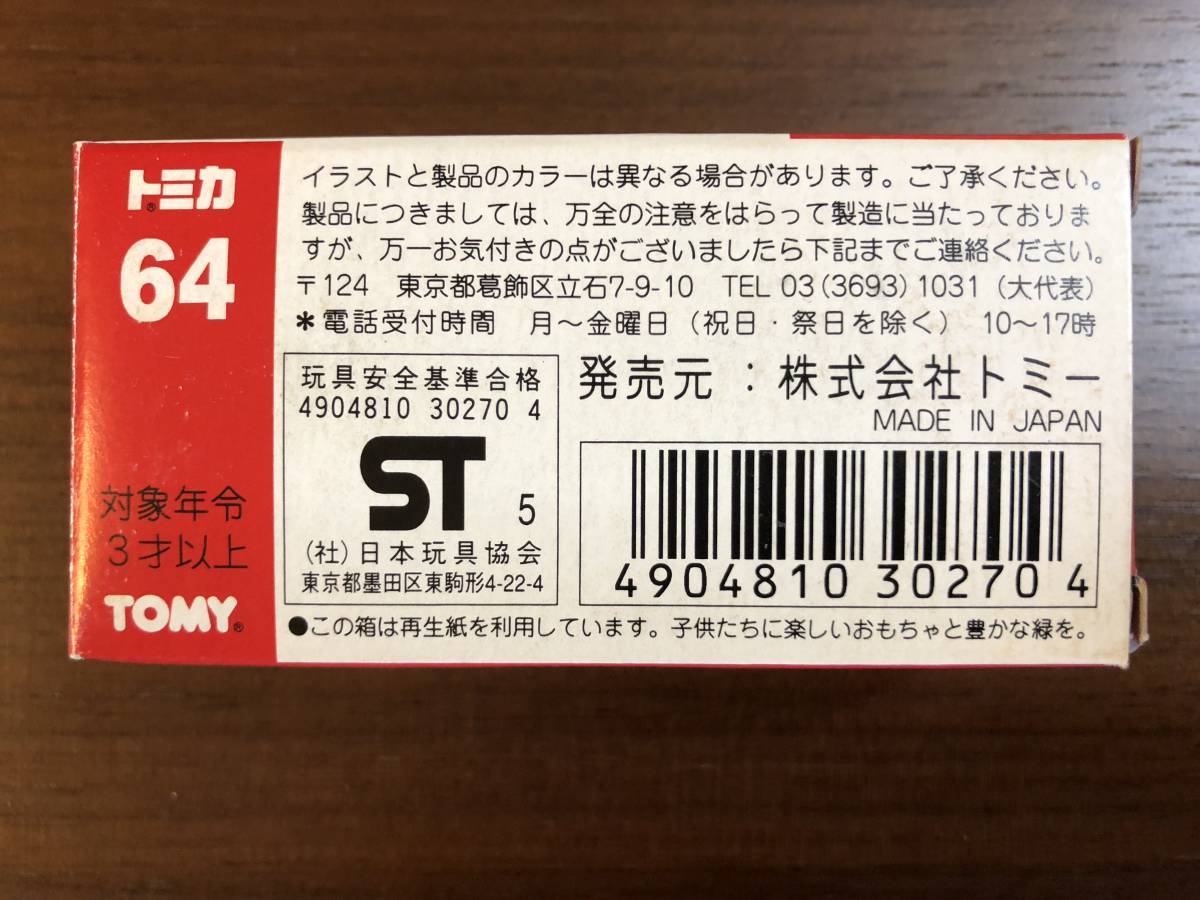 トミカ®
64
対象年令
3才以上
TOMY®
イラストと製品のカラーは異なる場合があります。ご了承ください。
製品につきましては、万全の注意をはらって製造に当たっておりま
すが、万一お気付きの点がございましたら下記までご連絡ください。
〒124 東京都葛飾区立石7-9-10 TEL 03(3693)1031(大代表)
＊電話受付時間 月〜金曜日(祝日・祭日を除く) 10〜17時
玩具安全基準合格
4904810 30270 4
ST 5
(社)日本玩具協会
東京都墨田区東駒形4-22-4
発売元：株式会社トミー
MADE IN JAPAN
4904810 302704
●この箱は再生紙を利用しています。子供たちに楽しいおもちゃと豊かな緑を。